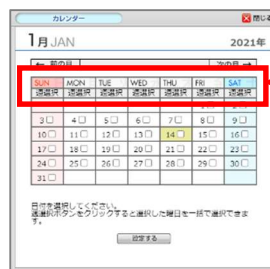 カレンダー 閉じる
1月JAN 2021年
← 前の月 次の月 →
SUN MON TUE WED THU FRI SAT
週選択 週選択 週選択 週選択 週選択 週選択 週選択
3 4 5 6 7 8 9
10 11 12 13 14 15 16
17 18 19 20 21 22 23
24 25 26 27 28 29 30
31
日付を選択してください。
週選択ボタンをクリックすると選択した曜日を一括で選択できま
す。
設定する